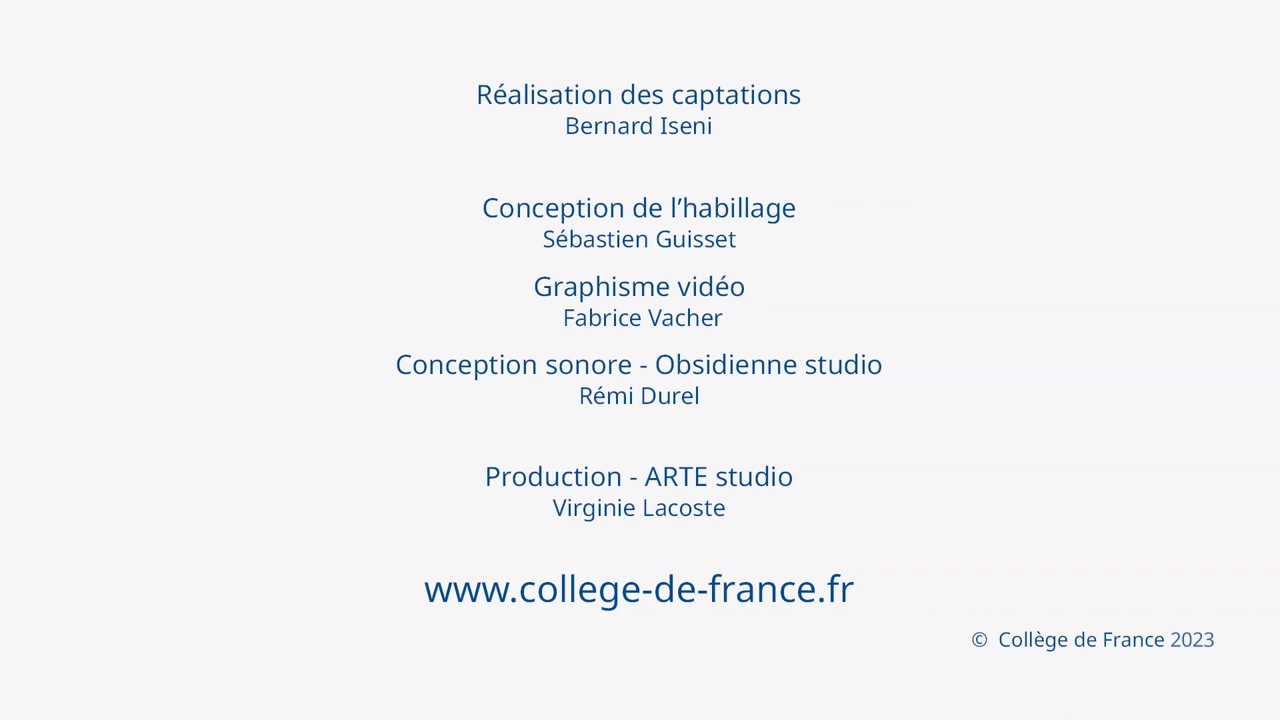 Réalisation des captations
Bernard Iseni
Conception de l’habillage
Sébastien Guisset
Graphisme vidéo
Fabrice Vacher
Conception sonore - Obsidienne studio
Rémi Durel
Production - ARTE studio
Virginie Lacoste
www.college-de-france.fr
© Collège de France 2023